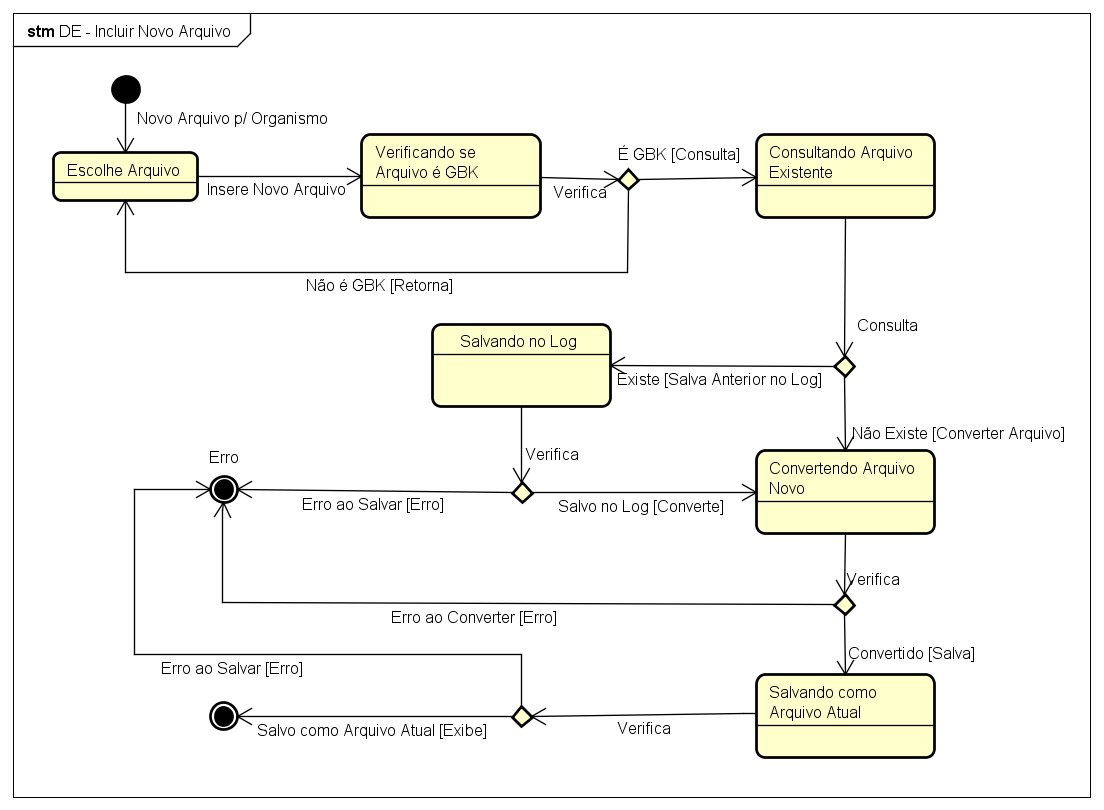 stm DE - Incluir Novo Arquivo
Novo Arquivo p/ Organismo
Escolhe Arquivo
Insere Novo Arquivo
Verificando se
Arquivo é GBK
Verifica
É GBK [Consulta]
Consultando Arquivo
Existente
Não é GBK [Retorna]
Consulta
Salvando no Log
Existe [Salva Anterior no Log]
Não Existe [Converter Arquivo]
Verifica
Erro
Erro ao Salvar [Erro]
Salvo no Log [Converte]
Convertendo Arquivo
Novo
Verifica
Erro ao Converter [Erro]
Convertido [Salva]
Erro ao Salvar [Erro]
Salvando como
Arquivo Atual
Verifica
Salvo como Arquivo Atual [Exibe]